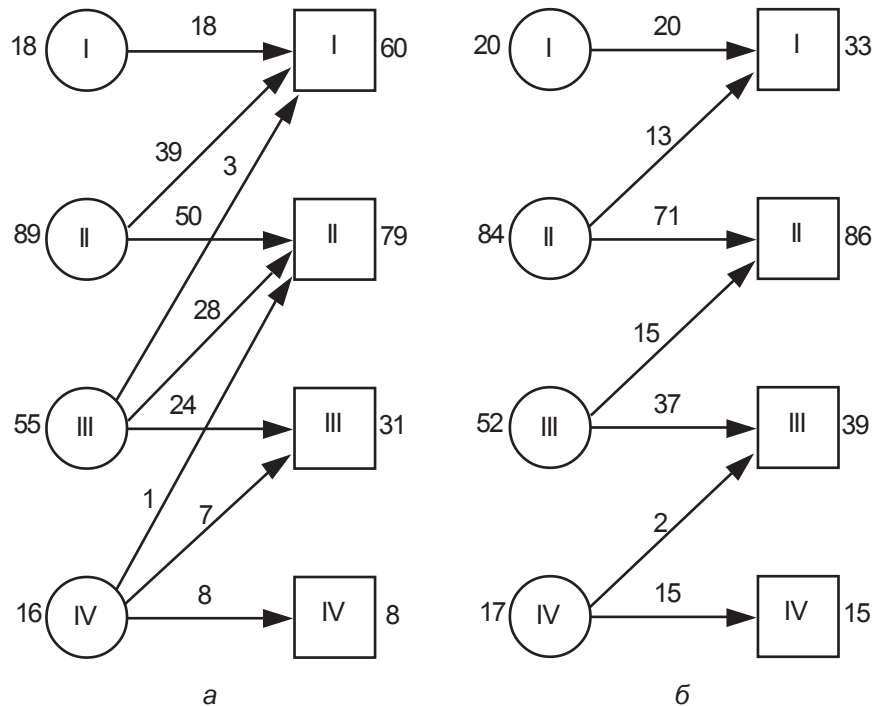 18 I 18 I 60
39 3
89 II 50 II 79
28
55 III 24 III 31
1 7
16 IV 8 IV 8
а
20 I 20 I 33
13
84 II 71 II 86
15
52 III 37 III 39
2
17 IV 15 IV 15
б